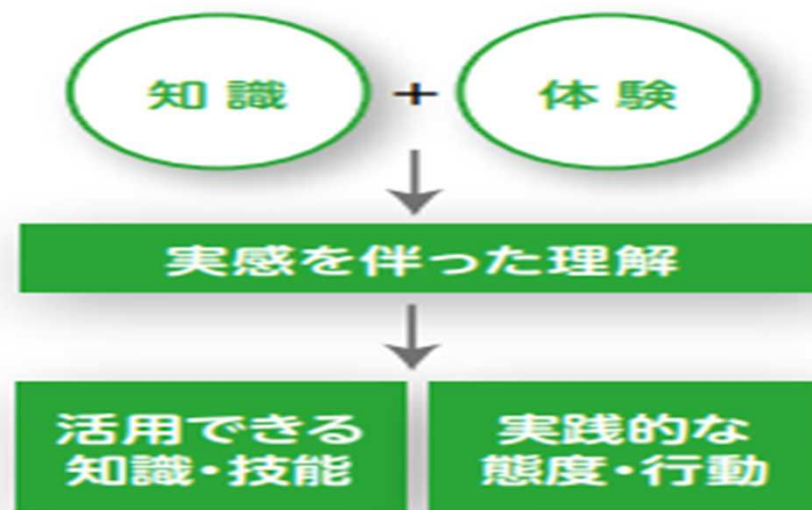 知識 + 体験
実感を伴った理解
活用できる
知識・技能
実践的な
態度・行動